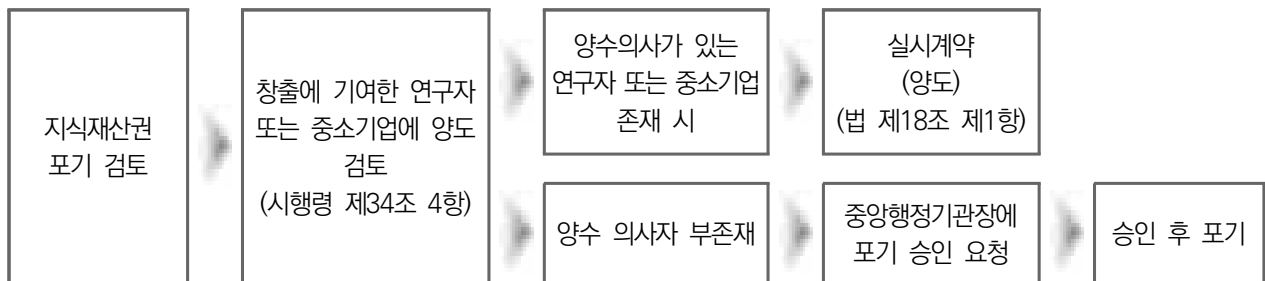 지식재산권
포기 검토
창출에 기여한 연구자
또는 중소기업에 양도
검토
(시행령 제34조 4항)
양수의사가 있는
연구자 또는 중소기업
존재 시
실시계약
(양도)
(법 제18조 제1항)
양수 의사자 부존재
중앙행정기관장에
포기 승인 요청
승인 후 포기